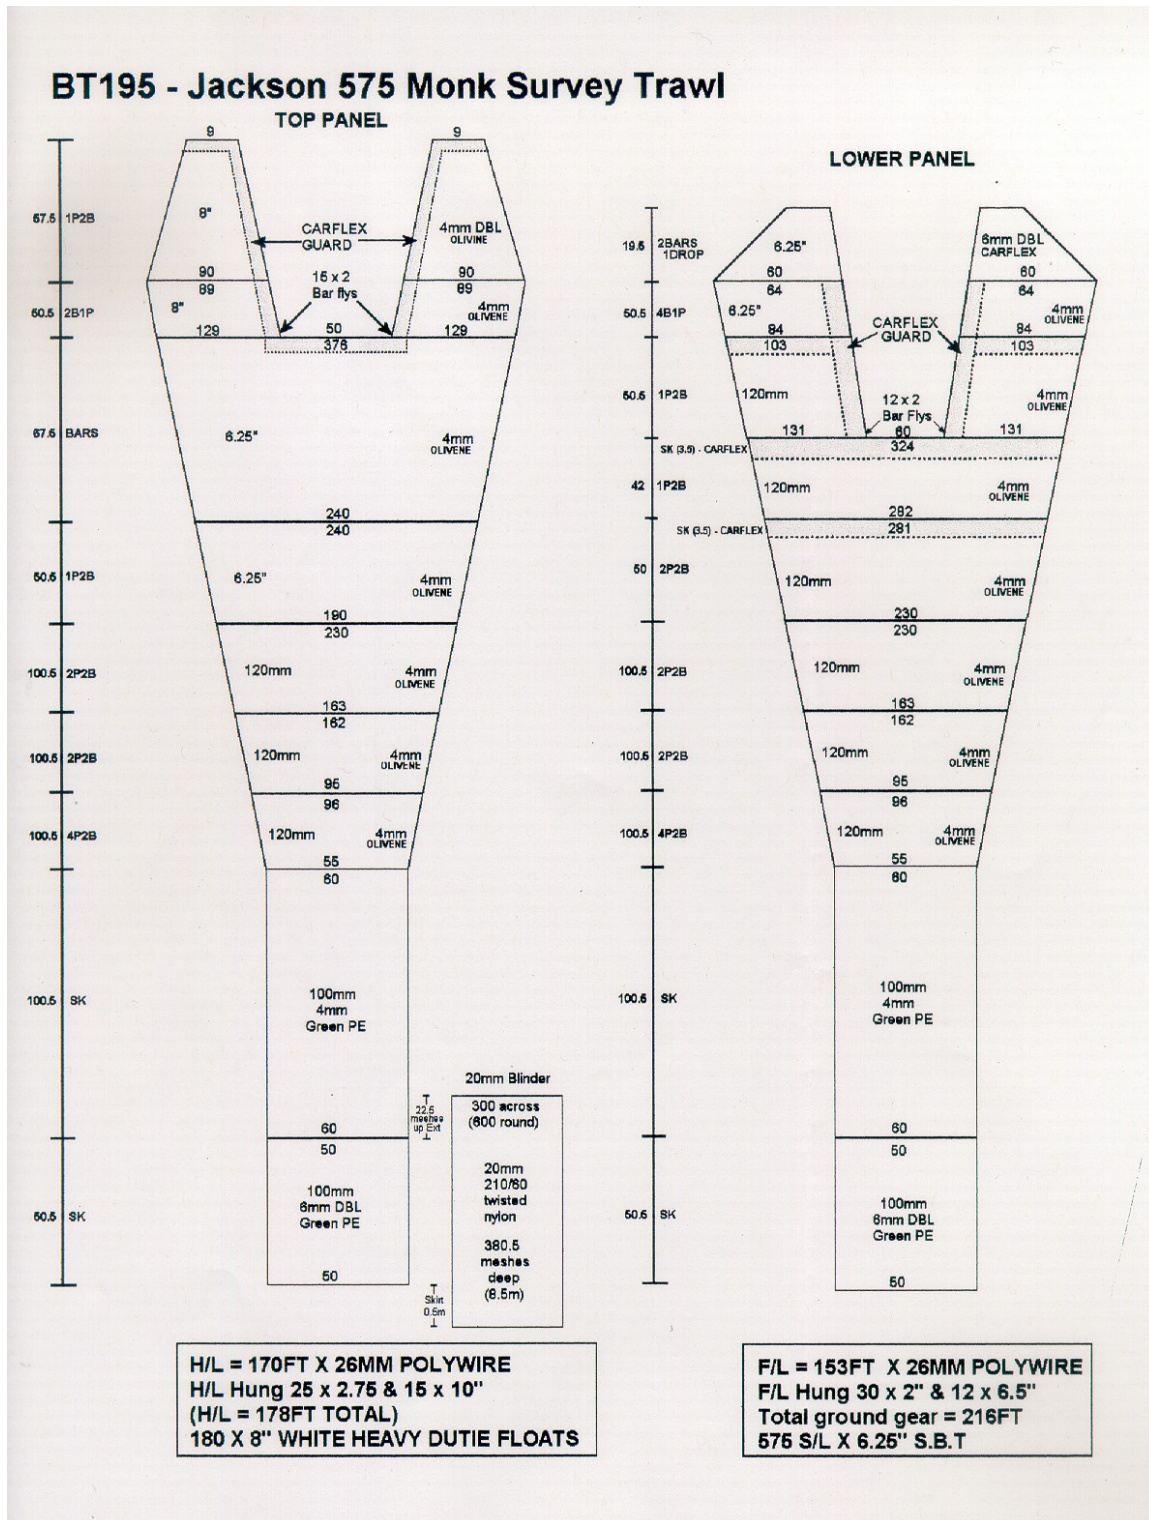 BT195 - Jackson 575 Monk Survey Trawl
TOP PANEL
9
9
67.5
1P2B
8"
CARFLEX
GUARD
4mm DBL
OLIVINE
90
90
89
89
15 x 2
Bar flys
50.5
2B1P
8"
4mm
OLIVENE
129
50
129
376
67.5
BARS
6.25"
4mm
OLIVENE
240
240
50.5
1P2B
6.25"
4mm
OLIVENE
190
230
100.5
2P2B
120mm
4mm
OLIVENE
163
162
100.5
2P2B
120mm
4mm
OLIVENE
95
96
100.5
4P2B
120mm
4mm
OLIVENE
55
60
100.5
SK
100mm
4mm
Green PE
60
50
50.5
SK
100mm
6mm DBL
Green PE
50
20mm Blinder
22.5
meshes
up Ext
300 across
(600 round)
20mm
210/60
twisted
nylon
380.5
meshes
deep
(8.5m)
Skirt
0.5m
H/L = 170FT X 26MM POLYWIRE
H/L Hung 25 x 2.75 & 15 x 10"
(H/L = 178FT TOTAL)
180 X 8" WHITE HEAVY DUTIE FLOATS
LOWER PANEL
19.5
2BARS
1DROP
6.25"
6mm DBL
CARFLEX
60
60
64
64
50.5
4B1P
6.25"
4mm
OLIVENE
CARFLEX
GUARD
84
84
103
103
50.5
1P2B
120mm
4mm
OLIVENE
12 x 2
Bar Flys
131
60
131
324
SK (3.5) - CARFLEX
42
1P2B
120mm
4mm
OLIVENE
282
281
SK (3.5) - CARFLEX
50
2P2B
120mm
4mm
OLIVENE
230
230
100.5
2P2B
120mm
4mm
OLIVENE
163
162
100.5
2P2B
120mm
4mm
OLIVENE
95
96
100.5
4P2B
120mm
4mm
OLIVENE
55
60
100.5
SK
100mm
4mm
Green PE
60
50
50.5
SK
100mm
6mm DBL
Green PE
50
F/L = 153FT X 26MM POLYWIRE
F/L Hung 30 x 2" & 12 x 6.5"
Total ground gear = 216FT
575 S/L X 6.25" S.B.T